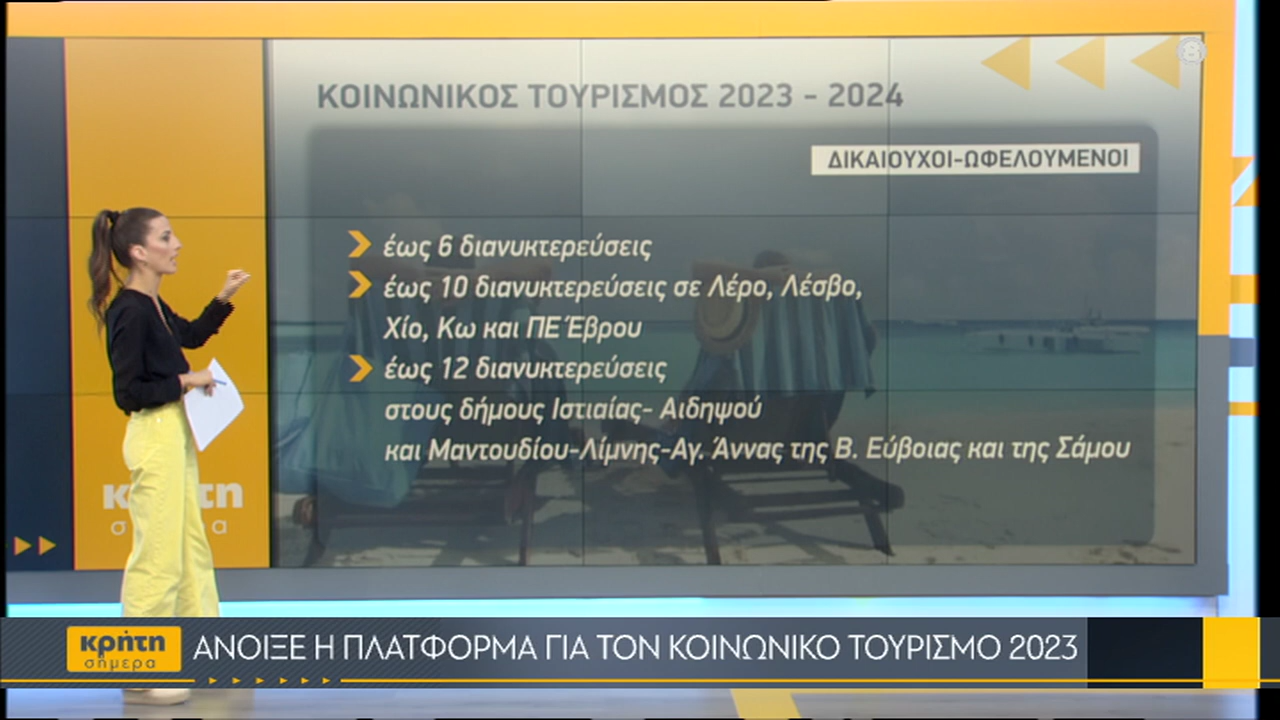 ΚΟΙΝΩΝΙΚΟΣ ΤΟΥΡΙΣΜΟΣ 2023 - 2024
ΔΙΚΑΙΟΥΧΟΙ-ΩΦΕΛΟΥΜΕΝΟΙ
έως 6 διανυκτερεύσεις
έως 10 διανυκτερεύσεις σε Λέρο, Λέσβο,
Χίο, Κω και ΠΕ Έβρου
έως 12 διανυκτερεύσεις
στους δήμους Ιστιαίας- Αιδηψού
και Μαντουδίου-Λίμνης-Αγ. Άννας της Β. Εύβοιας και της Σάμου
κρήτη
σήμερα
ΑΝΟΙΞΕ Η ΠΛΑΤΦΟΡΜΑ ΓΙΑ ΤΟΝ ΚΟΙΝΩΝΙΚΟ ΤΟΥΡΙΣΜΟ 2023